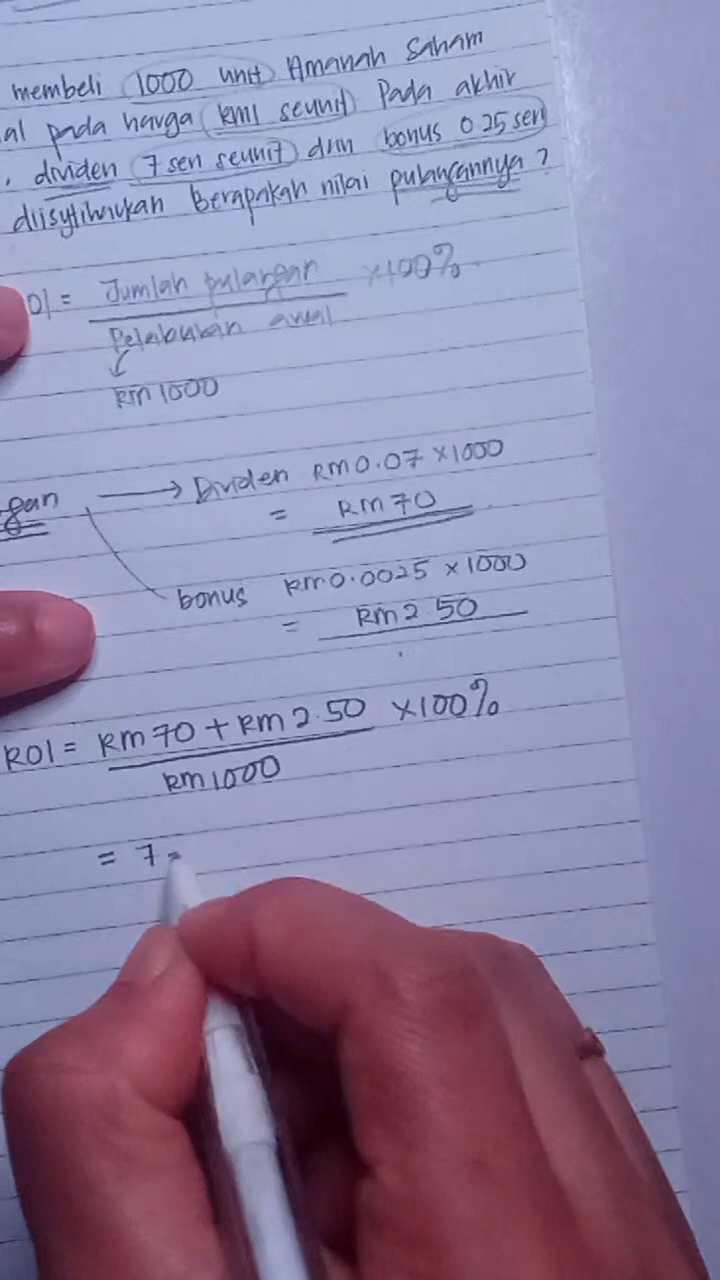 membeli 1000 unit Amanah Saham
al pada harga RM1 seunit Pada akhir
. dividen 7 sen seunit dan bonus 0.25 sen
diisytiharkan Berapakah nilai pulangannya?
OI = Jumlah pulangan ×100%
Pelaburan awal
RM1000
gan → Dividen RM0.07 ×1000
= RM70
bonus RM0.0025 ×1000
= RM2.50
ROI = RM70 + RM2.50 ×100%
RM1000
= 7